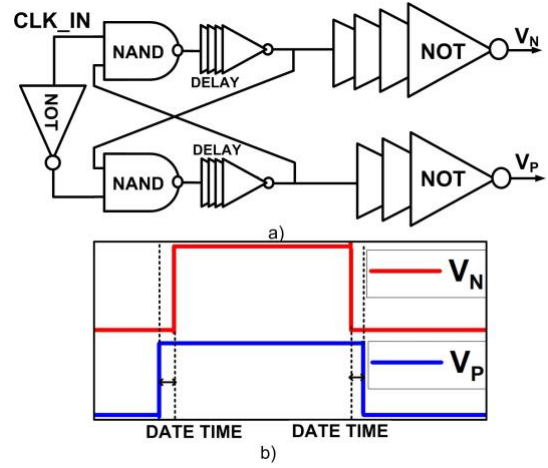 CLK_IN
NAND
DELAY
NOT
V_N
NOT
DELAY
NAND
NOT
V_P
a)
V_N
V_P
DATE TIME DATE TIME
b)